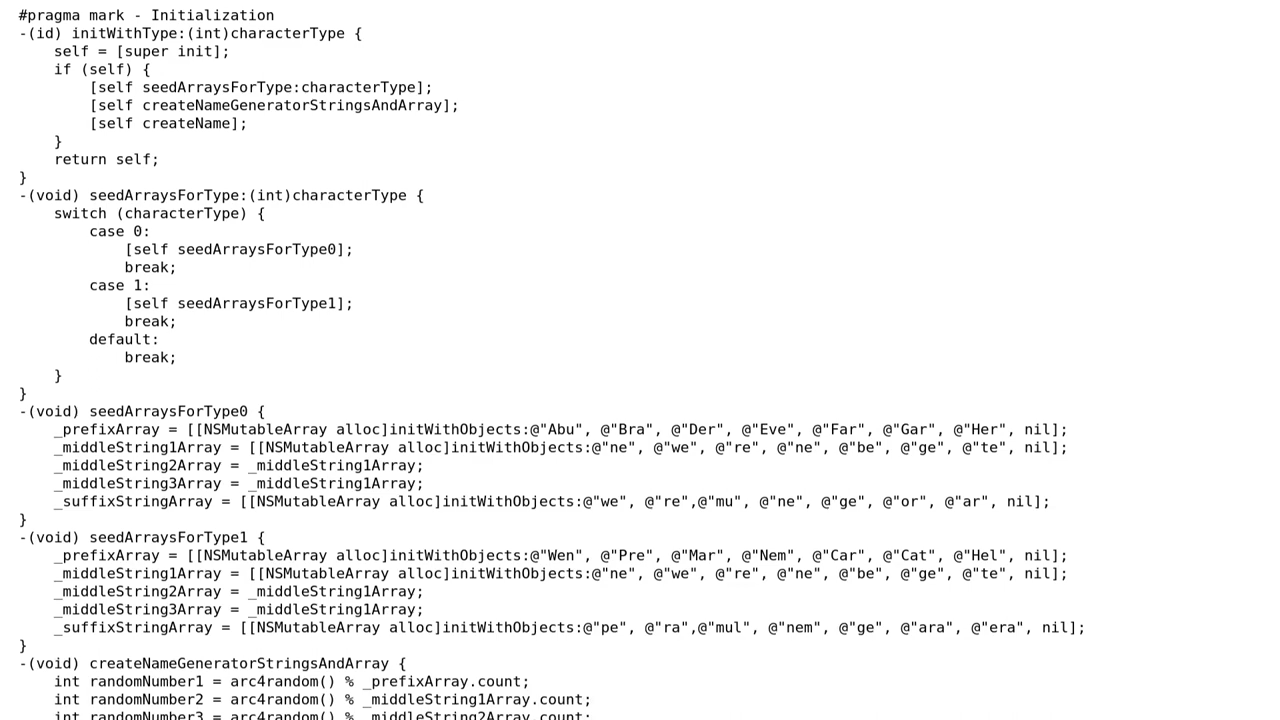 #pragma mark - Initialization
-(id) initWithType:(int)characterType {
    self = [super init];
    if (self) {
        [self seedArraysForType:characterType];
        [self createNameGeneratorStringsAndArray];
        [self createName];
    }
    return self;
}
-(void) seedArraysForType:(int)characterType {
    switch (characterType) {
        case 0:
            [self seedArraysForType0];
            break;
        case 1:
            [self seedArraysForType1];
            break;
        default:
            break;
    }
}
-(void) seedArraysForType0 {
    _prefixArray = [[NSMutableArray alloc]initWithObjects:@"Abu", @"Bra", @"Der", @"Eve", @"Far", @"Gar", @"Her", nil];
    _middleString1Array = [[NSMutableArray alloc]initWithObjects:@"ne", @"we", @"re", @"ne", @"be", @"ge", @"te", nil];
    _middleString2Array = _middleString1Array;
    _middleString3Array = _middleString1Array;
    _suffixStringArray = [[NSMutableArray alloc]initWithObjects:@"we", @"re",@"mu", @"ne", @"ge", @"or", @"ar", nil];
}
-(void) seedArraysForType1 {
    _prefixArray = [[NSMutableArray alloc]initWithObjects:@"Wen", @"Pre", @"Mar", @"Nem", @"Car", @"Cat", @"Hel", nil];
    _middleString1Array = [[NSMutableArray alloc]initWithObjects:@"ne", @"we", @"re", @"ne", @"be", @"ge", @"te", nil];
    _middleString2Array = _middleString1Array;
    _middleString3Array = _middleString1Array;
    _suffixStringArray = [[NSMutableArray alloc]initWithObjects:@"pe", @"ra",@"mul", @"nem", @"ge", @"ara", @"era", nil];
}
-(void) createNameGeneratorStringsAndArray {
    int randomNumber1 = arc4random() % _prefixArray.count;
    int randomNumber2 = arc4random() % _middleString1Array.count;
    int randomNumber3 = arc4random() % _middleString2Array.count;